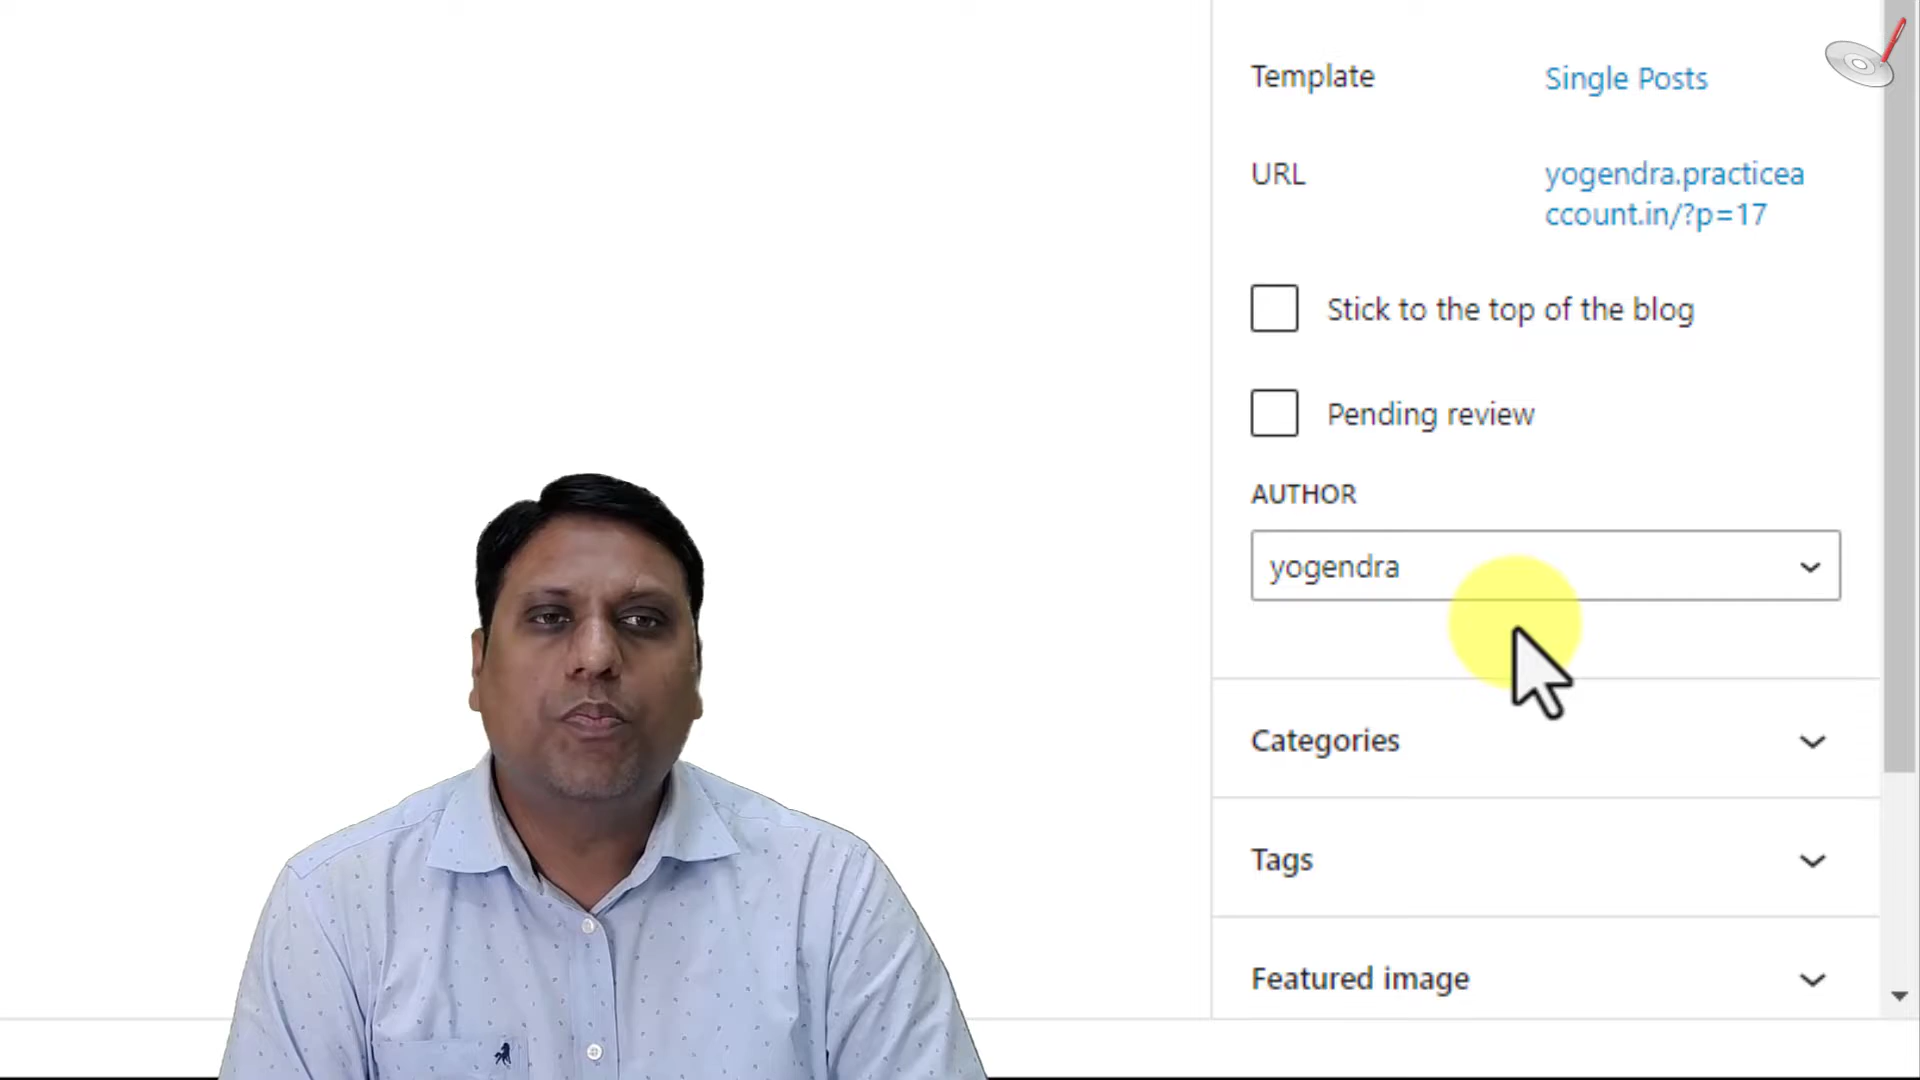 Template
Single Posts
URL
yogendra.practicea
ccount.in/?p=17
Stick to the top of the blog
Pending review
AUTHOR
yogendra
Categories
Tags
Featured image